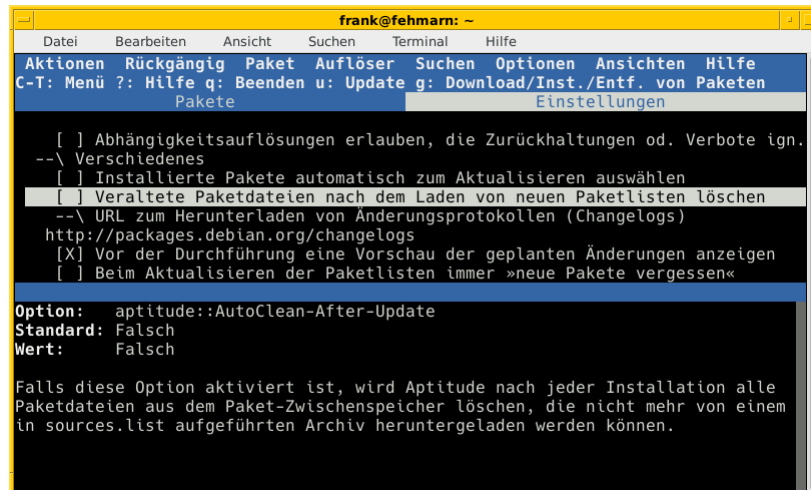 frank@fehmarn: ~
Datei Bearbeiten Ansicht Suchen Terminal Hilfe
Aktionen Rückgängig Paket Auflöser Suchen Optionen Ansichten Hilfe
C-T: Menü ?: Hilfe q: Beenden u: Update g: Download/Inst./Entf. von Paketen
Pakete Einstellungen
[ ] Abhängigkeitsauflösungen erlauben, die Zurückhaltungen od. Verbote ign.
--\ Verschiedenes
[ ] Installierte Pakete automatisch zum Aktualisieren auswählen
[ ] Veraltete Paketdateien nach dem Laden von neuen Paketlisten löschen
--\ URL zum Herunterladen von Änderungsprotokollen (Changelogs)
http://packages.debian.org/changelogs
[X] Vor der Durchführung eine Vorschau der geplanten Änderungen anzeigen
[ ] Beim Aktualisieren der Paketlisten immer »neue Pakete vergessen«
Option: aptitude::AutoClean-After-Update
Standard: Falsch
Wert: Falsch
Falls diese Option aktiviert ist, wird Aptitude nach jeder Installation alle
Paketdateien aus dem Paket-Zwischenspeicher löschen, die nicht mehr von einem
in sources.list aufgeführten Archiv heruntergeladen werden können.